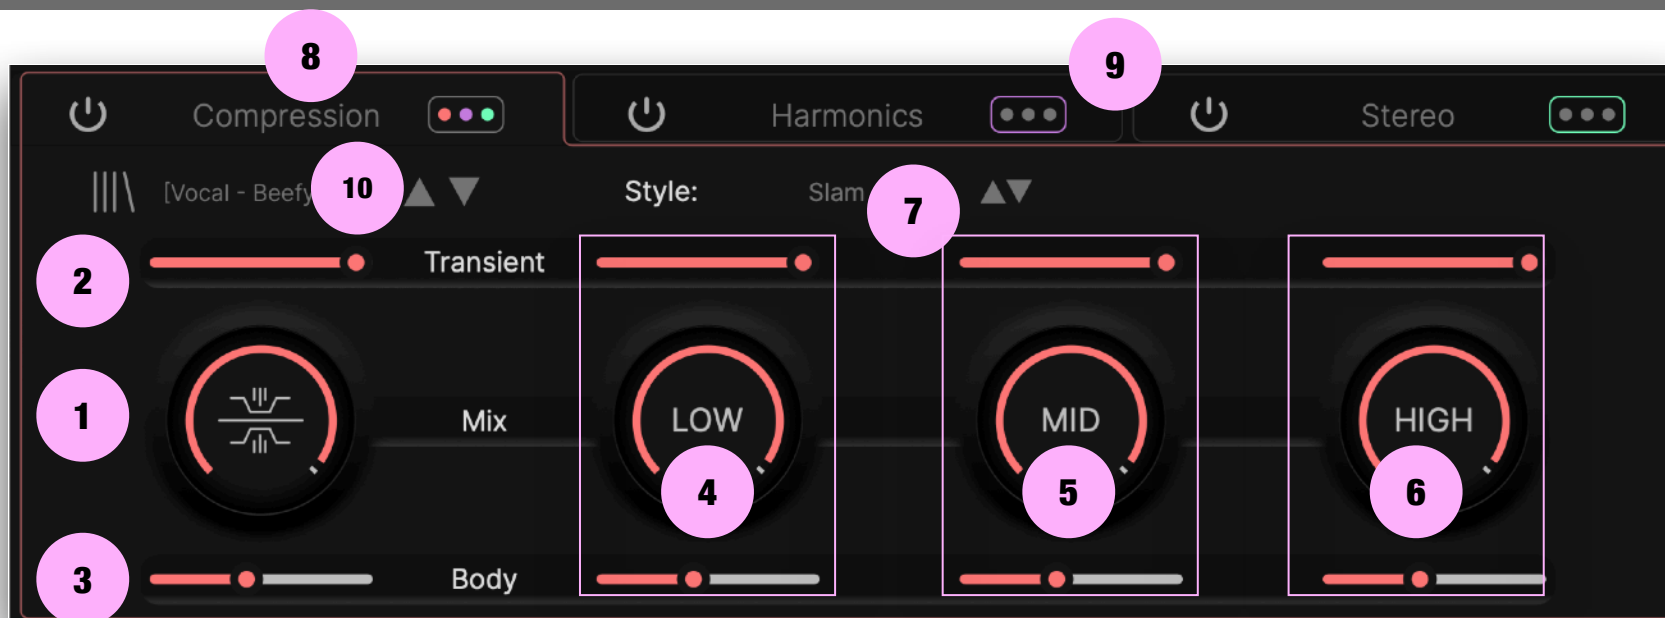 8
9
Compression
Harmonics
Stereo
[Vocal - Beefy
10
Style:
Slam
7
2
Transient
1
Mix
LOW
MID
HIGH
4
5
6
3
Body